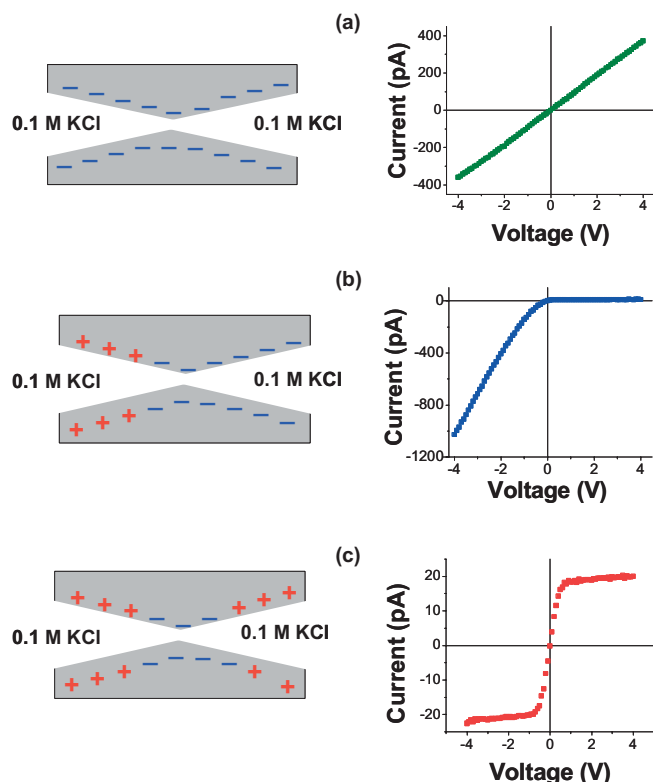 (a)
0.1 M KCl 0.1 M KCl
400
200
0
-200
-400
-4 -2 0 2 4
Current (pA)
Voltage (V)
(b)
0.1 M KCl 0.1 M KCl
0
-400
-800
-1200
-4 -2 0 2 4
Current (pA)
Voltage (V)
(c)
0.1 M KCl 0.1 M KCl
20
10
0
-10
-20
-4 -2 0 2 4
Current (pA)
Voltage (V)